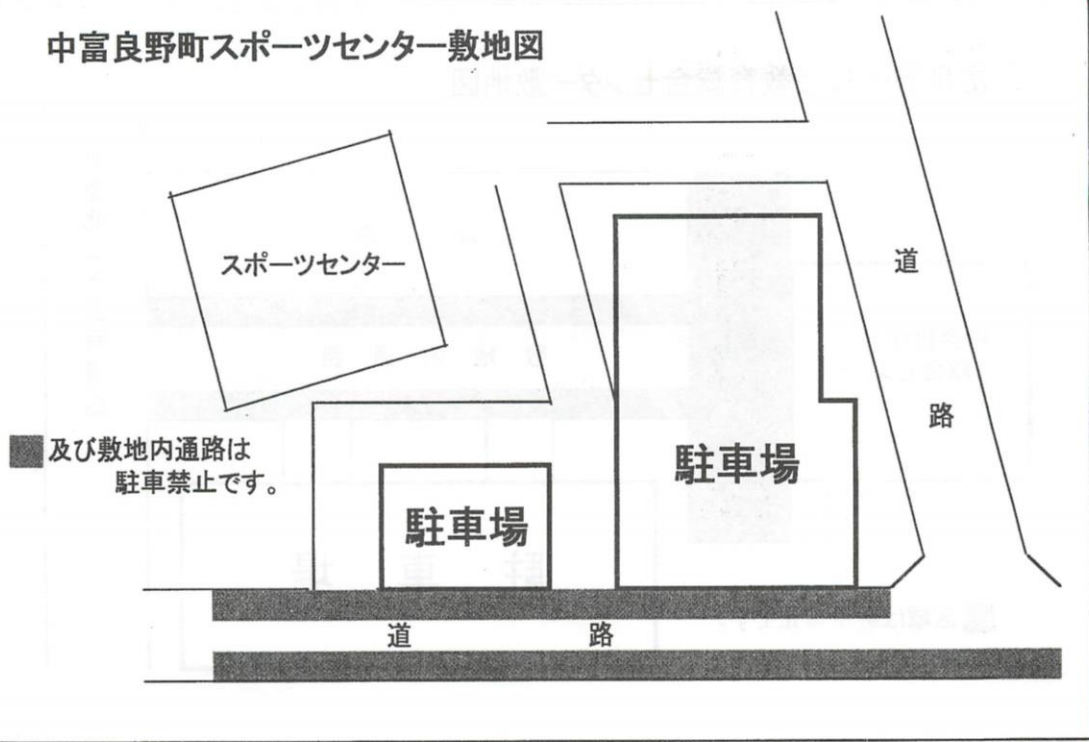 中富良野町スポーツセンター敷地図
スポーツセンター
道
路
及び敷地内通路は
駐車禁止です。
駐車場
駐車場
道 路